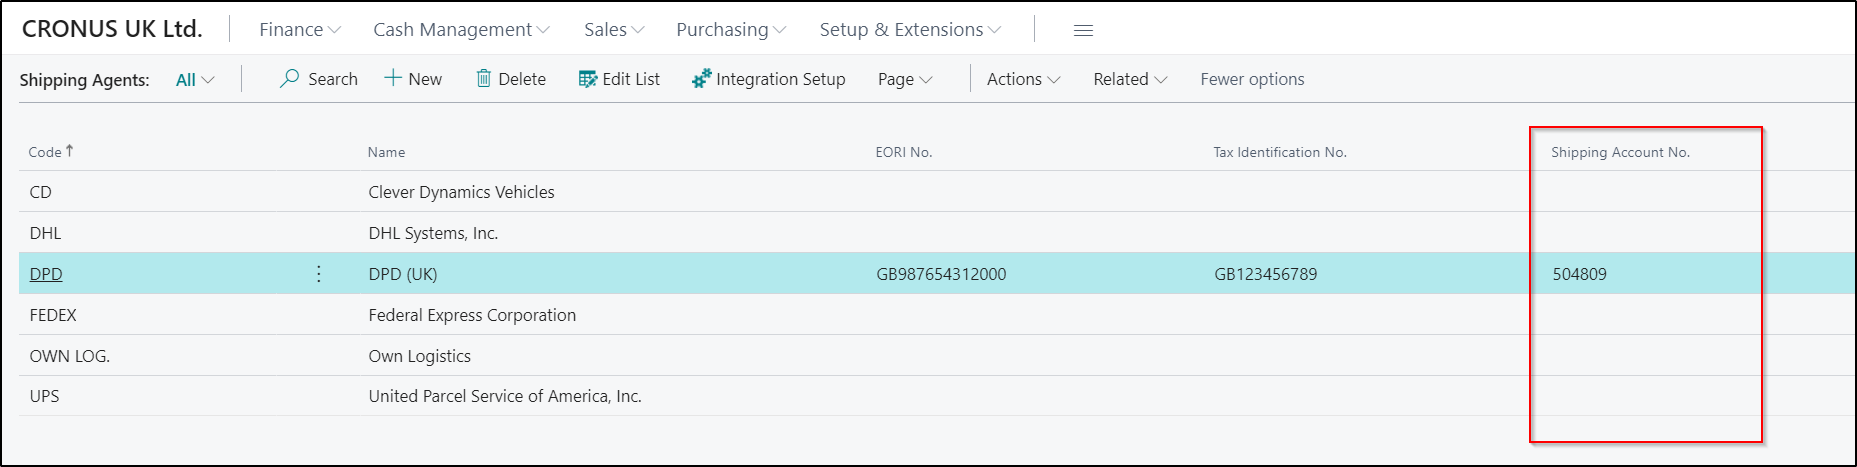 CRONUS UK Ltd. Finance Cash Management Sales Purchasing Setup & Extensions
Shipping Agents: All Search New Delete Edit List Integration Setup Page Actions Related Fewer options
Code↑ Name EORI No. Tax Identification No. Shipping Account No.
CD Clever Dynamics Vehicles
DHL DHL Systems, Inc.
DPD DPD (UK) GB987654312000 GB123456789 504809
FEDEX Federal Express Corporation
OWN LOG. Own Logistics
UPS United Parcel Service of America, Inc.